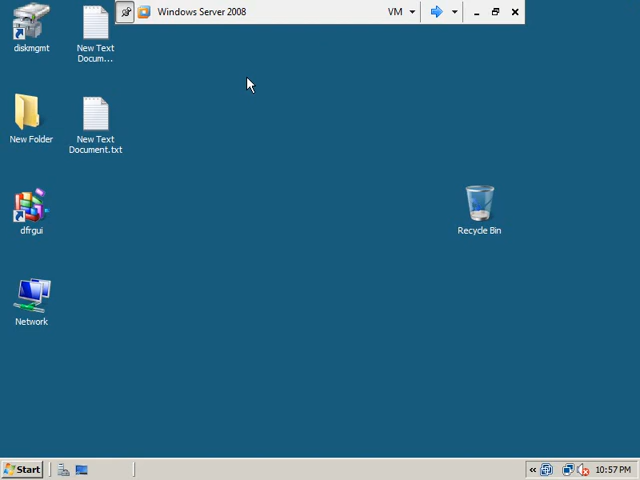 Windows Server 2008
VM
diskmgmt
New Text
Docum...
New Folder
New Text
Document.txt
dfrgui
Recycle Bin
Network
Start
10:57 PM